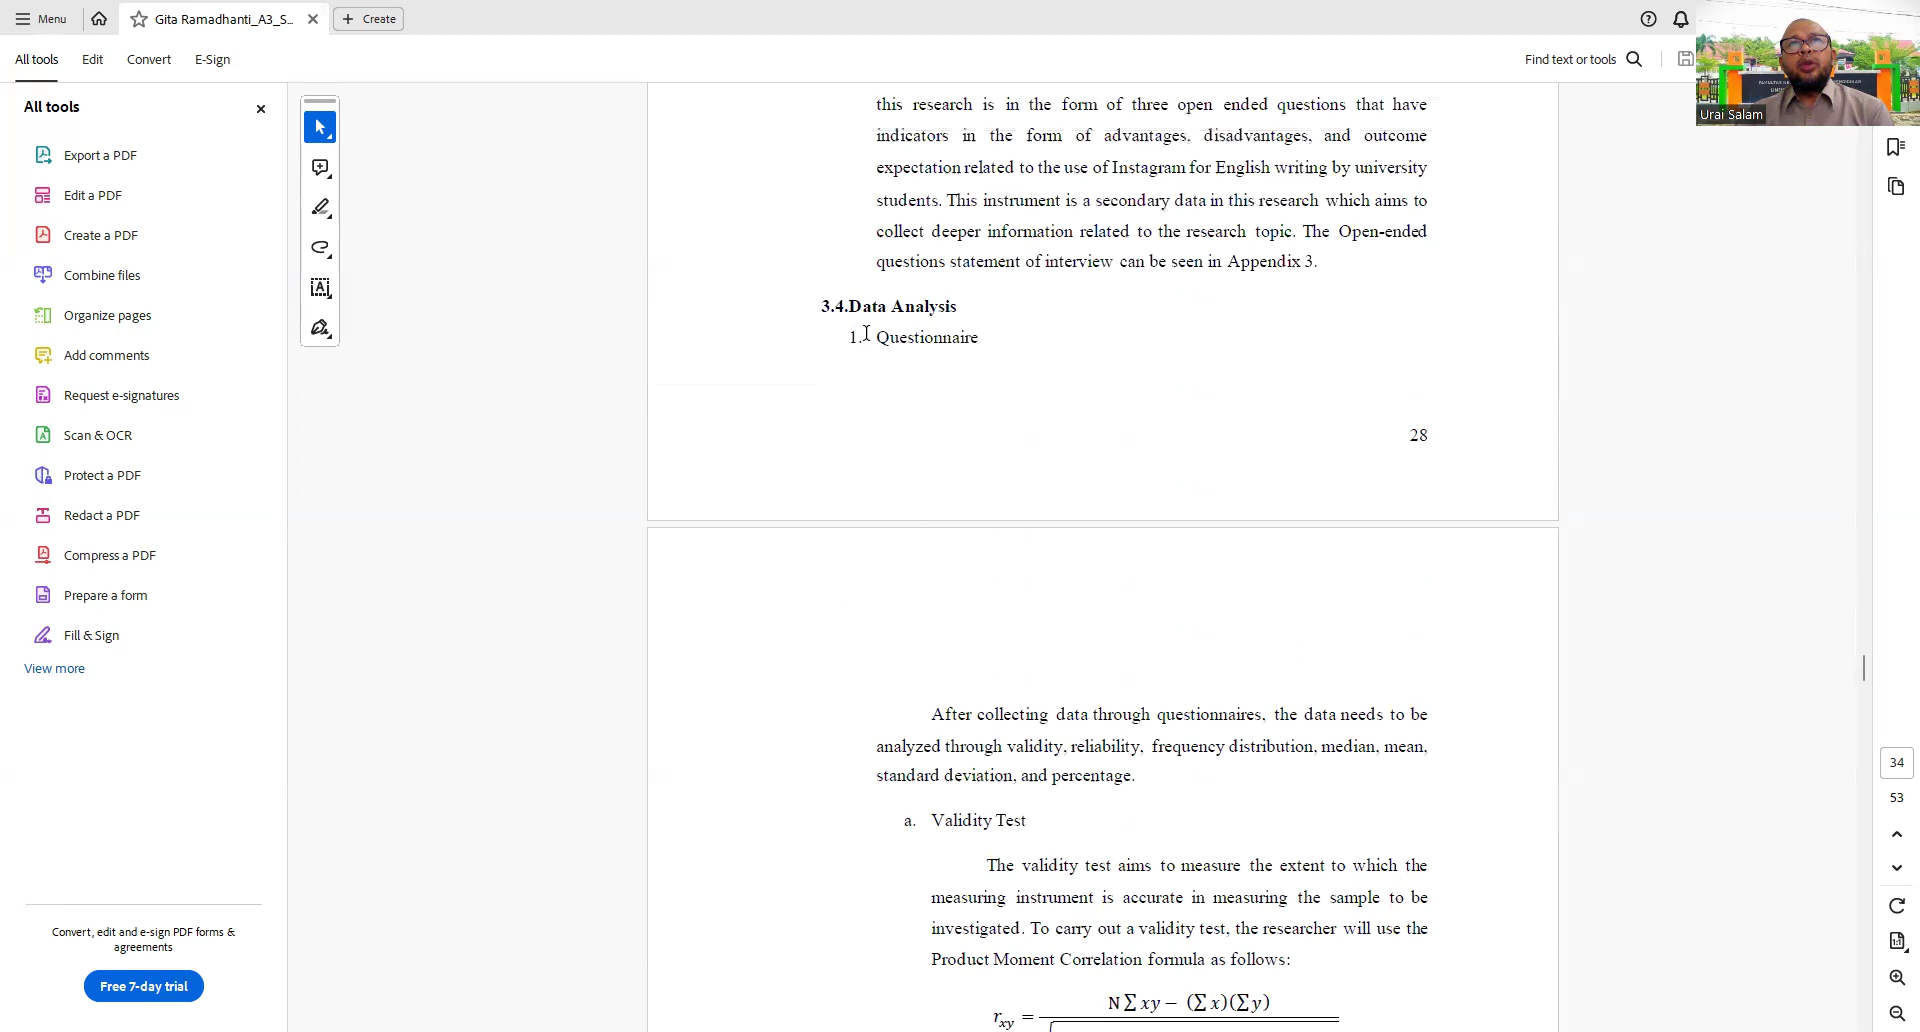 Menu
Gita Ramadhanti_A3_S...
Create
All tools
Edit
Convert
E-Sign
Find text or tools
Urai Salam
All tools
Export a PDF
Edit a PDF
Create a PDF
Combine files
Organize pages
Add comments
Request e-signatures
Scan & OCR
Protect a PDF
Redact a PDF
Compress a PDF
Prepare a form
Fill & Sign
View more
Convert, edit and e-sign PDF forms & agreements
Free 7-day trial
this research is in the form of three open ended questions that have
indicators in the form of advantages, disadvantages, and outcome
expectation related to the use of Instagram for English writing by university
students. This instrument is a secondary data in this research which aims to
collect deeper information related to the research topic. The Open-ended
questions statement of interview can be seen in Appendix 3.
3.4.Data Analysis
1. Questionnaire
28
After collecting data through questionnaires, the data needs to be
analyzed through validity, reliability, frequency distribution, median, mean,
standard deviation, and percentage.
a. Validity Test
The validity test aims to measure the extent to which the
measuring instrument is accurate in measuring the sample to be
investigated. To carry out a validity test, the researcher will use the
Product Moment Correlation formula as follows:
N∑xy− (∑x)(∑y)
rxy =
34
53